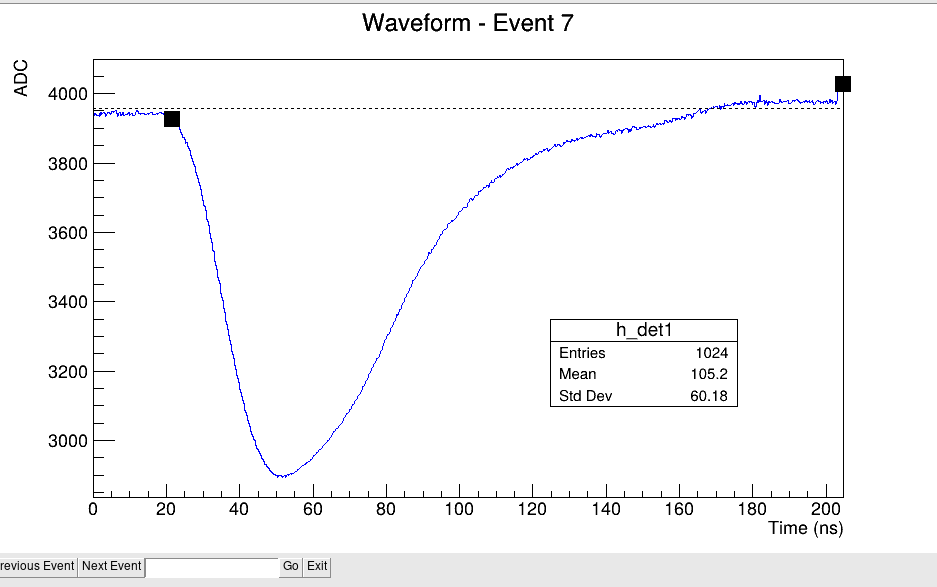 Waveform - Event 7
ADC
4000
3800
3600
3400
3200
3000
h_det1
Entries 1024
Mean 105.2
Std Dev 60.18
0 20 40 60 80 100 120 140 160 180 200
Time (ns)
revious Event Next Event Go Exit